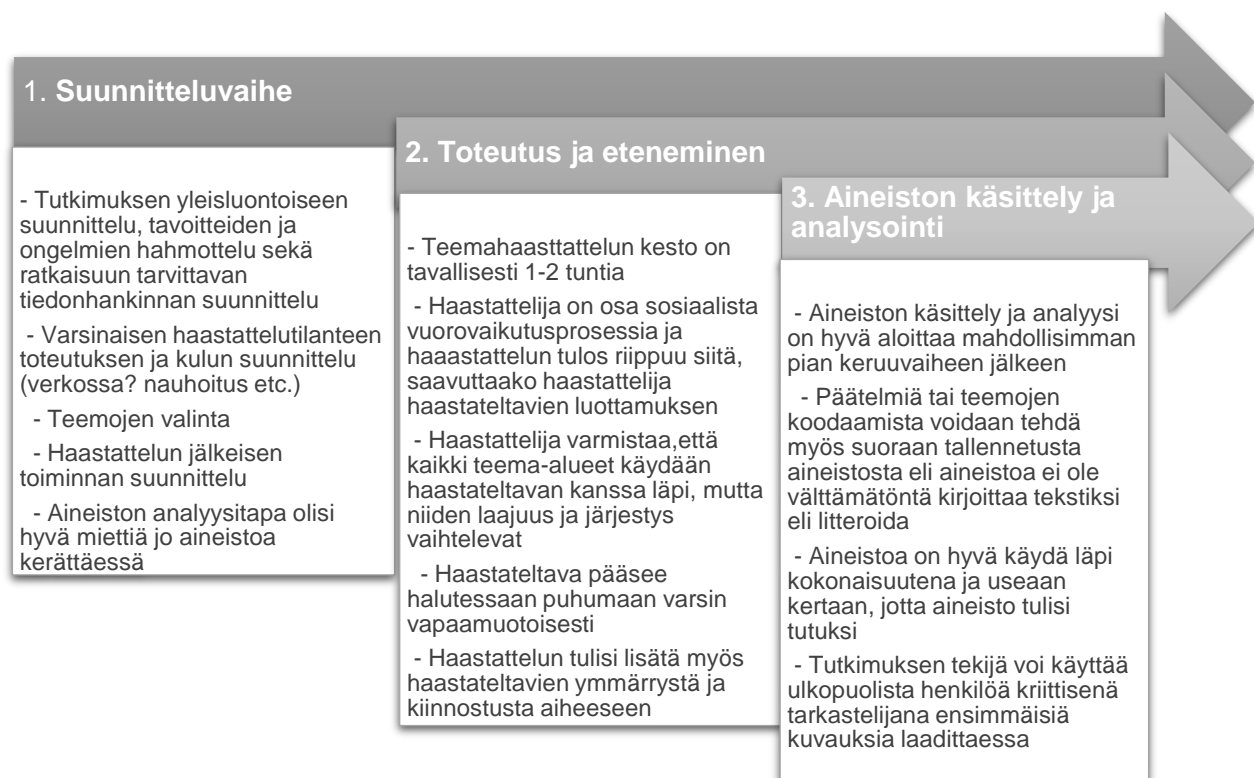 1. Suunnitteluvaihe
- Tutkimuksen yleisluontoiseen
suunnittelu, tavoitteiden ja
ongelmien hahmottelu sekä
ratkaisuun tarvittavan
tiedonhankinnan suunnittelu
- Varsinaisen haastattelutilanteen
toteutuksen ja kulun suunnittelu
(verkossa? nauhoitus etc.)
- Teemojen valinta
- Haastattelun jälkeisen
toiminnan suunnittelu
- Aineiston analyysitapa olisi
hyvä miettiä jo aineistoa
kerättäessä
2. Toteutus ja eteneminen
- Teemahaasttattelun kesto on
tavallisesti 1-2 tuntia
- Haastattelija on osa sosiaalista
vuorovaikutusprosessia ja
haaastattelun tulos riippuu siitä,
saavuttaako haastattelija
haastateltavien luottamuksen
- Haastattelija varmistaa,että
kaikki teema-alueet käydään
haastateltavan kanssa läpi, mutta
niiden laajuus ja järjestys
vaihtelevat
- Haastateltava pääsee
halutessaan puhumaan varsin
vapaamuotoisesti
- Haastattelun tulisi lisätä myös
haastateltavien ymmärrystä ja
kiinnostusta aiheeseen
3. Aineiston käsittely ja
analysointi
- Aineiston käsittely ja analyysi
on hyvä aloittaa mahdollisimman
pian keruuvaiheen jälkeen
- Päätelmiä tai teemojen
koodaamista voidaan tehdä
myös suoraan tallennetusta
aineistosta eli aineistoa ei ole
välttämätöntä kirjoittaa tekstiksi
eli litteroida
- Aineistoa on hyvä käydä läpi
kokonaisuutena ja useaan
kertaan, jotta aineisto tulisi
tutuksi
- Tutkimuksen tekijä voi käyttää
ulkopuolista henkilöä kriittisenä
tarkastelijana ensimmäisiä
kuvauksia laadittaessa